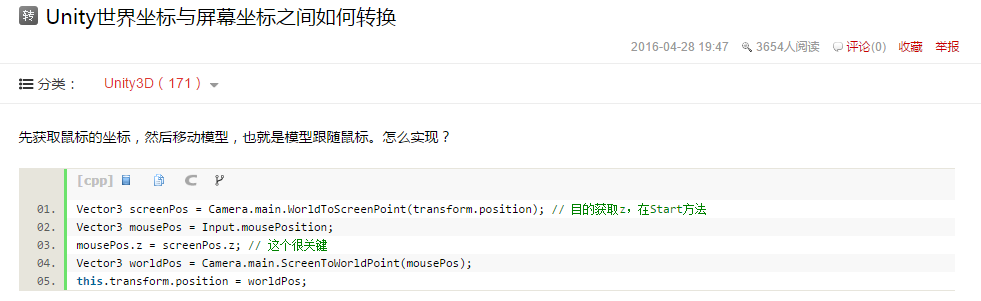 转 Unity世界坐标与屏幕坐标之间如何转换
2016-04-28 19:47 3654人阅读 评论(0) 收藏 举报
分类： Unity3D（171）
先获取鼠标的坐标，然后移动模型，也就是模型跟随鼠标。怎么实现？
[cpp]
01. Vector3 screenPos = Camera.main.WorldToScreenPoint(transform.position); // 目的获取z，在Start方法
02. Vector3 mousePos = Input.mousePosition;
03. mousePos.z = screenPos.z; // 这个很关键
04. Vector3 worldPos = Camera.main.ScreenToWorldPoint(mousePos);
05. this.transform.position = worldPos;